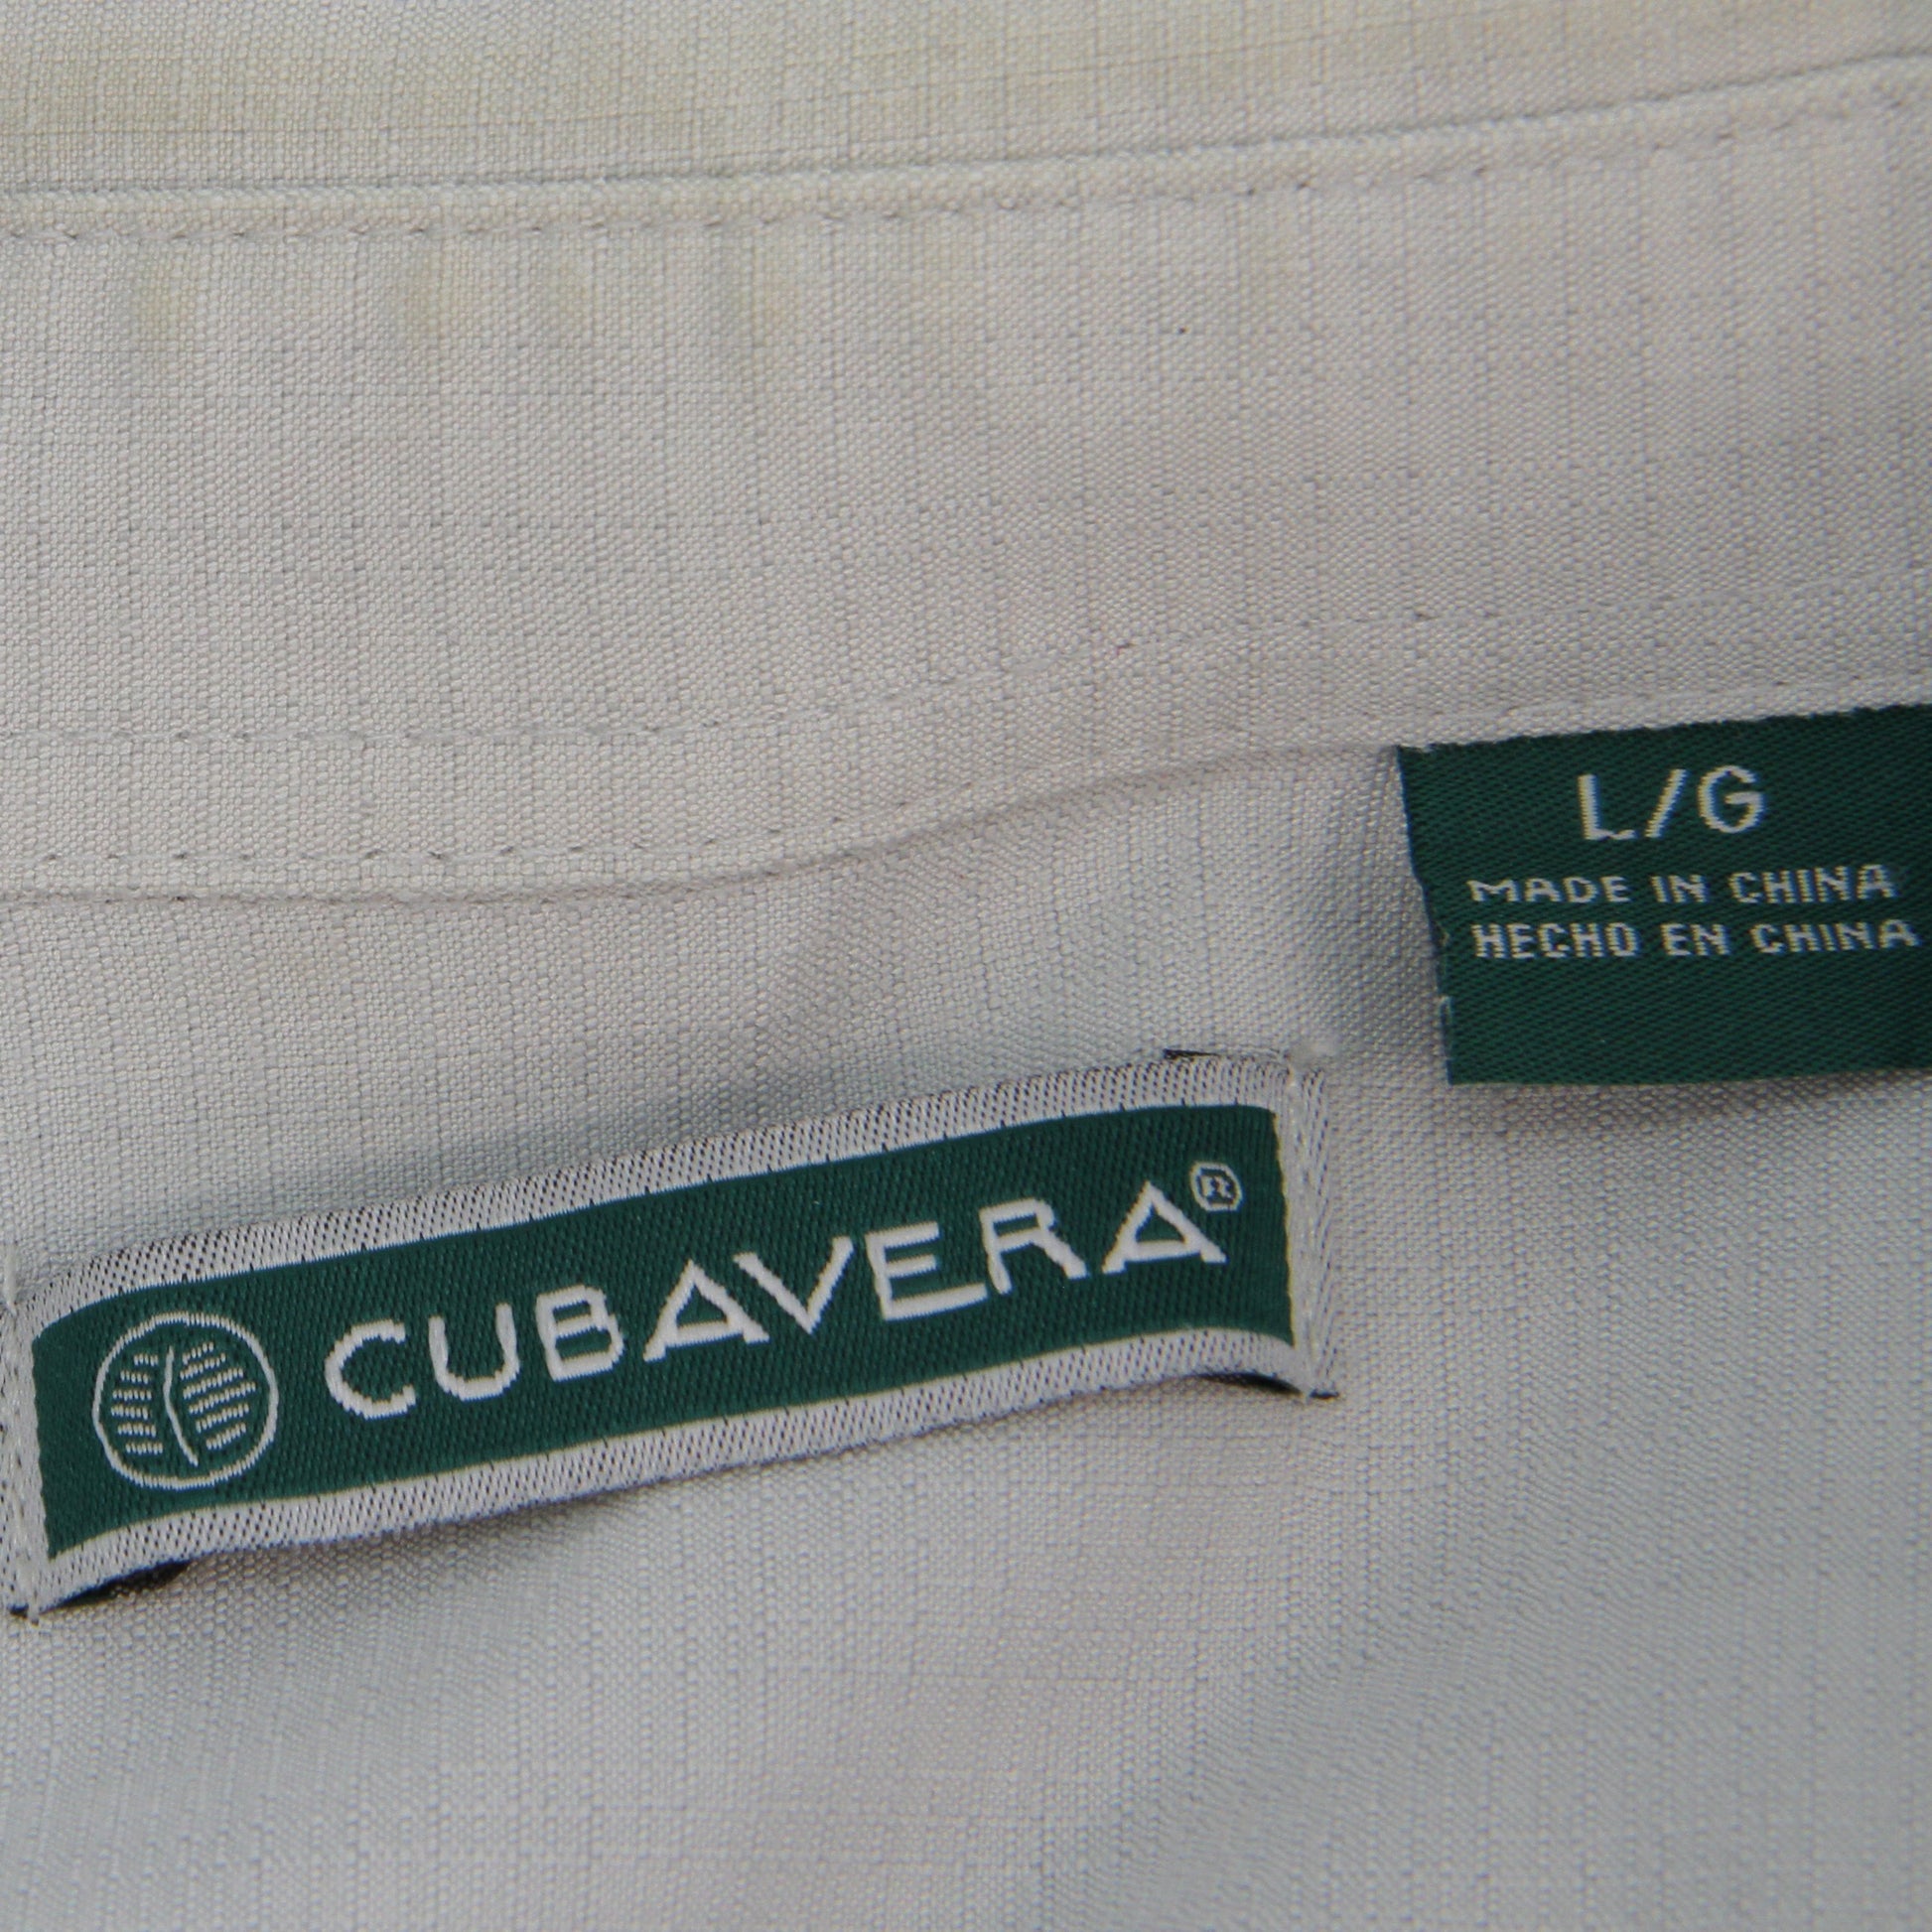 L/G
MADE IN CHINA
HECHO EN CHINA
CUBAVERA®